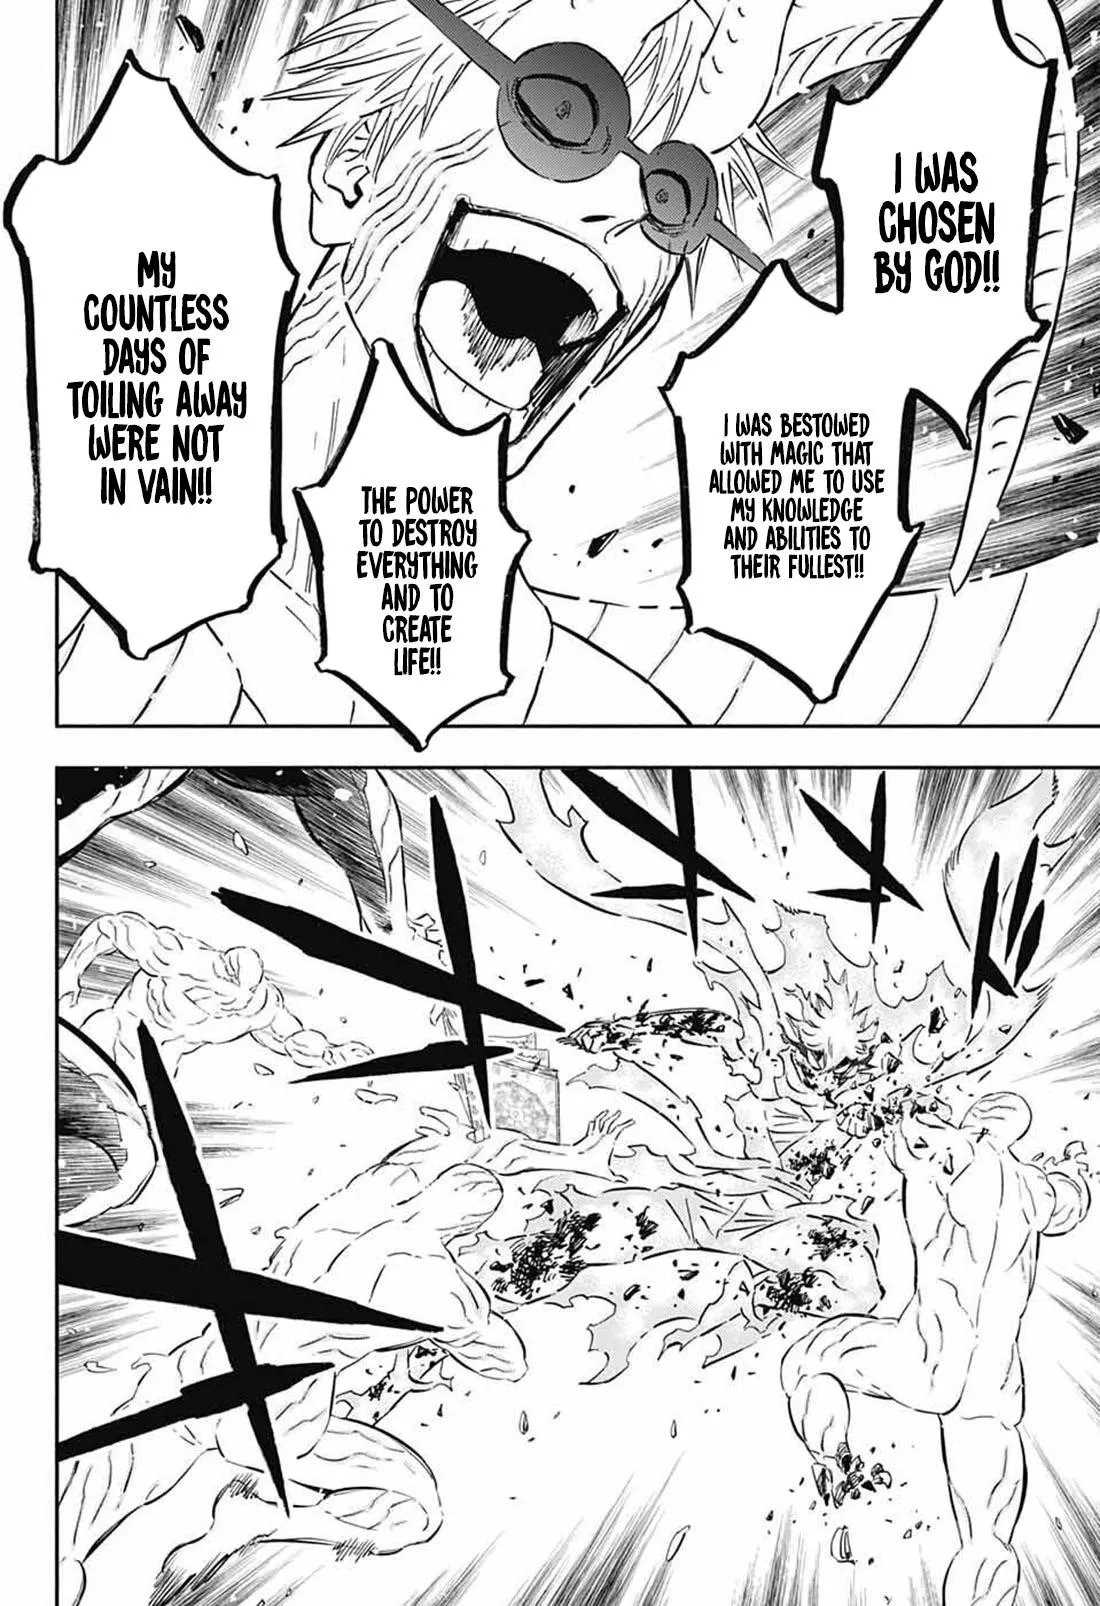 I WAS
CHOSEN
BY GOD!!
I WAS BESTOWED
WITH MAGIC THAT
ALLOWED ME TO USE
MY KNOWLEDGE
AND ABILITIES TO
THEIR FULLEST!!
THE POWER
TO DESTROY
EVERYTHING
AND TO
CREATE
LIFE!!
MY
COUNTLESS
DAYS OF
TOILING AWAY
WERE NOT
IN VAIN!!